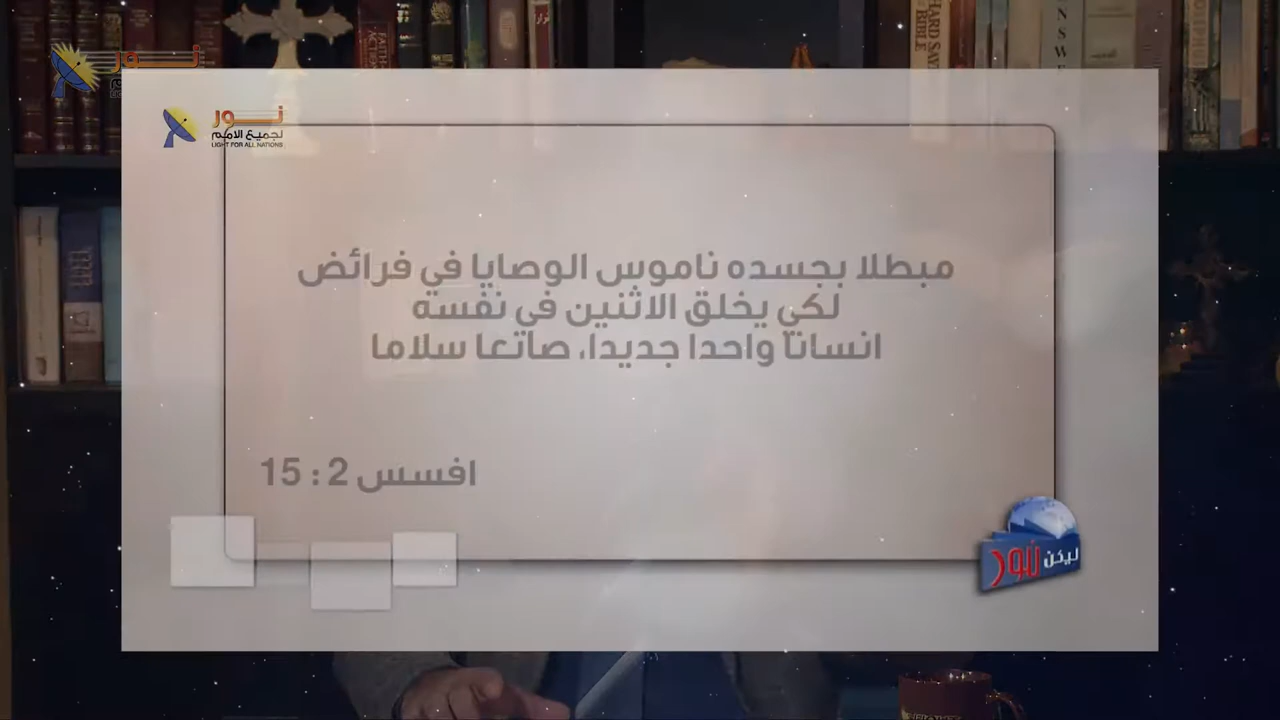 نور
نور
لجميع الامم
LIGHT FOR ALL NATIONS
مبطلا بجسده ناموس الوصايا في فرائض
لكي يخلق الاثنين في نفسه
انسانا واحدا جديدا، صانعا سلاما
افسس 2 : 15
ليكن نور